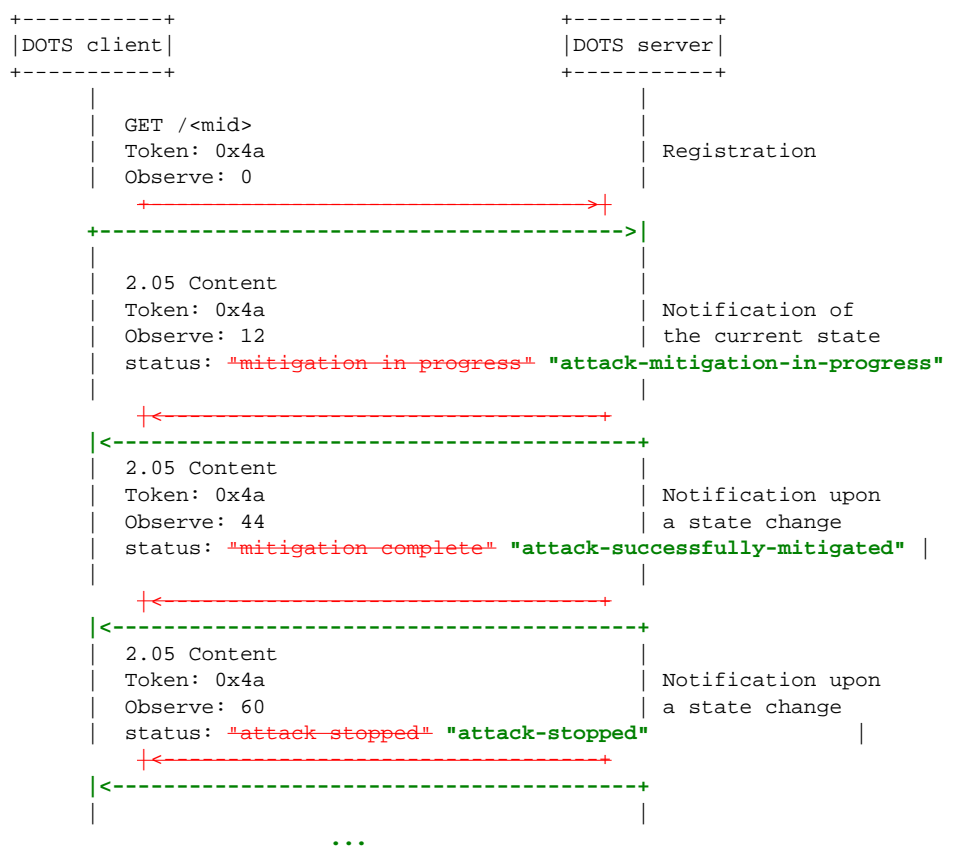 +-----------+                              +-----------+
|DOTS client|                              |DOTS server|
+-----------+                              +-----------+
| |
| GET /<mid> |
| Token: 0x4a | Registration
| Observe: 0 |
+----------------------------------->|
+--------------------------------------->|
| |
| 2.05 Content |
| Token: 0x4a | Notification of
| Observe: 12 | the current state
| status: "mitigation in progress" "attack-mitigation-in-progress"
| |
|<-----------------------------------+
|<---------------------------------------+
| 2.05 Content |
| Token: 0x4a | Notification upon
| Observe: 44 | a state change
| status: "mitigation complete" "attack-successfully-mitigated" |
| |
|<-----------------------------------+
|<---------------------------------------+
| 2.05 Content |
| Token: 0x4a | Notification upon
| Observe: 60 | a state change
| status: "attack stopped" "attack-stopped" |
|<-----------------------------------+
|<---------------------------------------+
| |
...